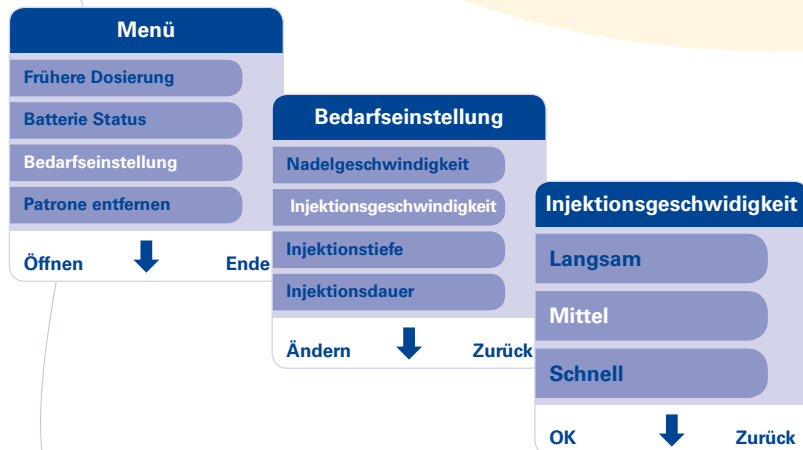 Menü
Frühere Dosierung
Batterie Status
Bedarfseinstellung
Patrone entfernen
Öffnen Ende
Bedarfseinstellung
Nadelgeschwindigkeit
Injektionsgeschwindigkeit
Injektionstiefe
Injektionsdauer
Ändern Zurück
Injektionsgeschwidigkeit
Langsam
Mittel
Schnell
OK Zurück